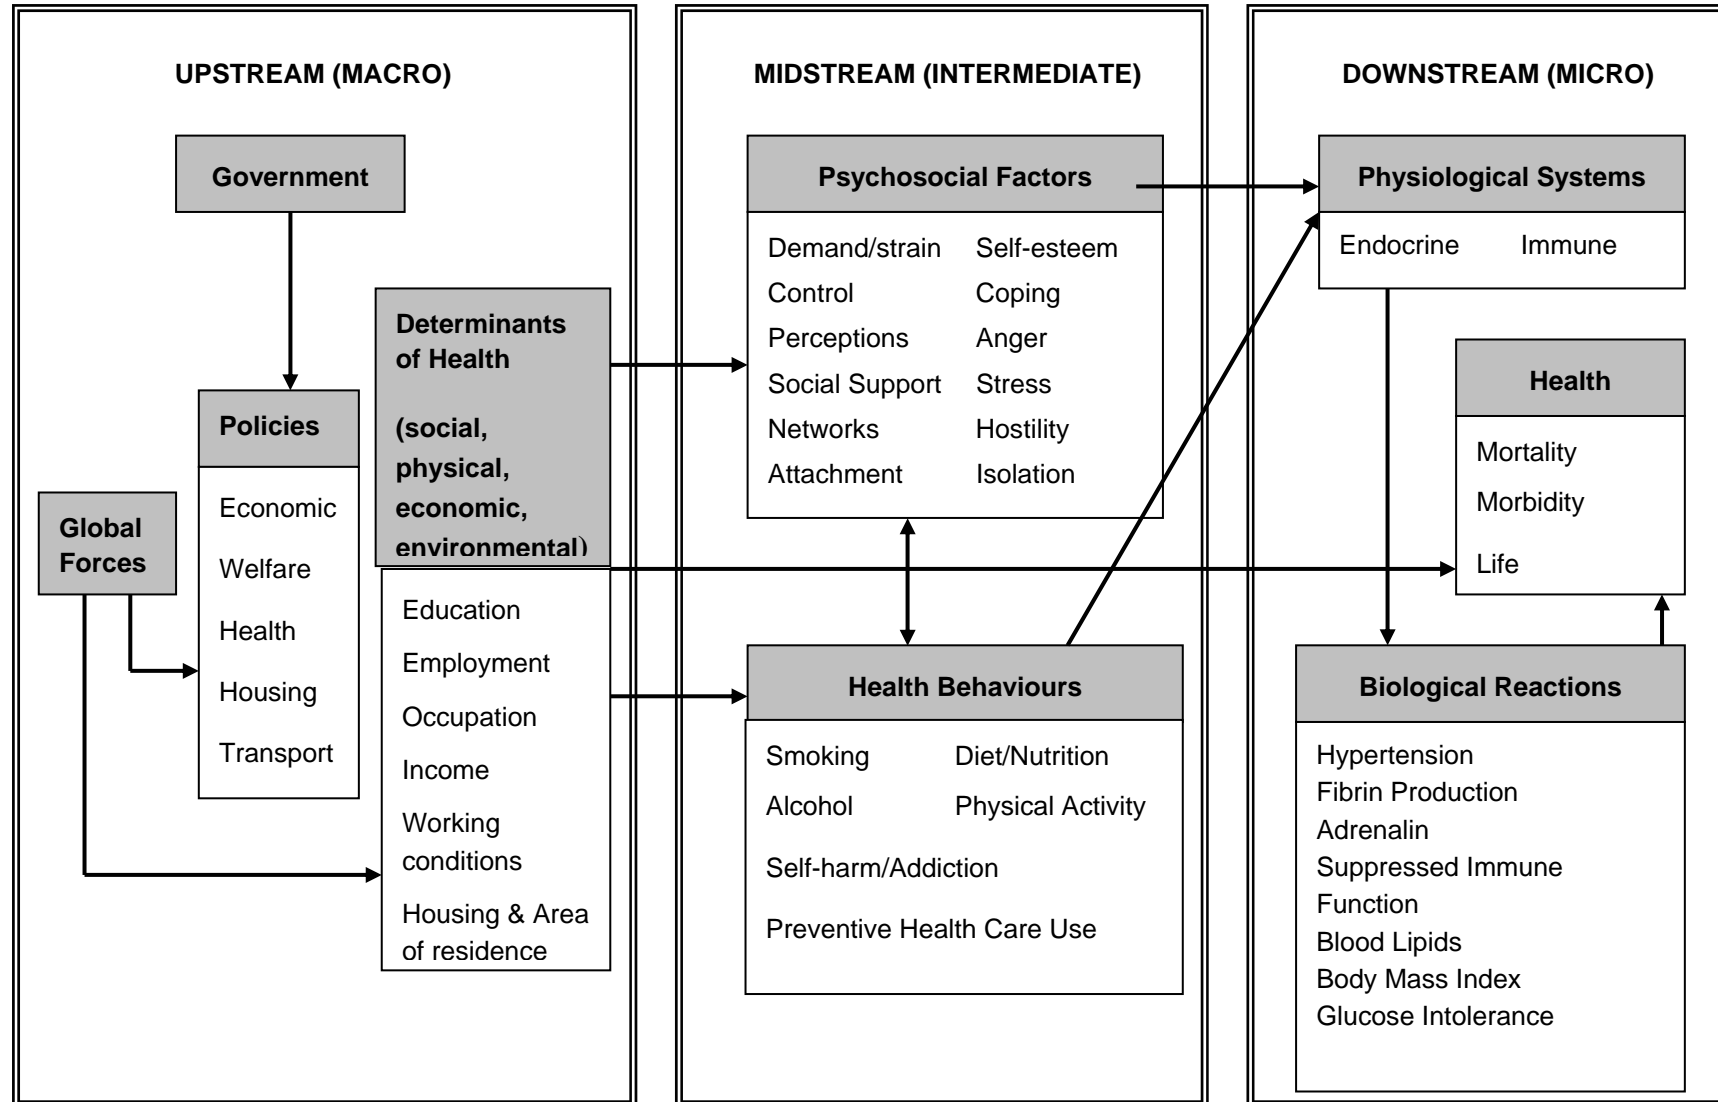 UPSTREAM (MACRO)
Government
Policies
Economic
Welfare
Health
Housing
Transport
Global
Forces
Determinants
of Health
(social,
physical,
economic,
environmental)
Education
Employment
Occupation
Income
Working
conditions
Housing & Area
of residence
MIDSTREAM (INTERMEDIATE)
Psychosocial Factors
Demand/strain Self-esteem
Control Coping
Perceptions Anger
Social Support Stress
Networks Hostility
Attachment Isolation
Health Behaviours
Smoking Diet/Nutrition
Alcohol Physical Activity
Self-harm/Addiction
Preventive Health Care Use
DOWNSTREAM (MICRO)
Physiological Systems
Endocrine Immune
Health
Mortality
Morbidity
Life
Biological Reactions
Hypertension
Fibrin Production
Adrenalin
Suppressed Immune
Function
Blood Lipids
Body Mass Index
Glucose Intolerance